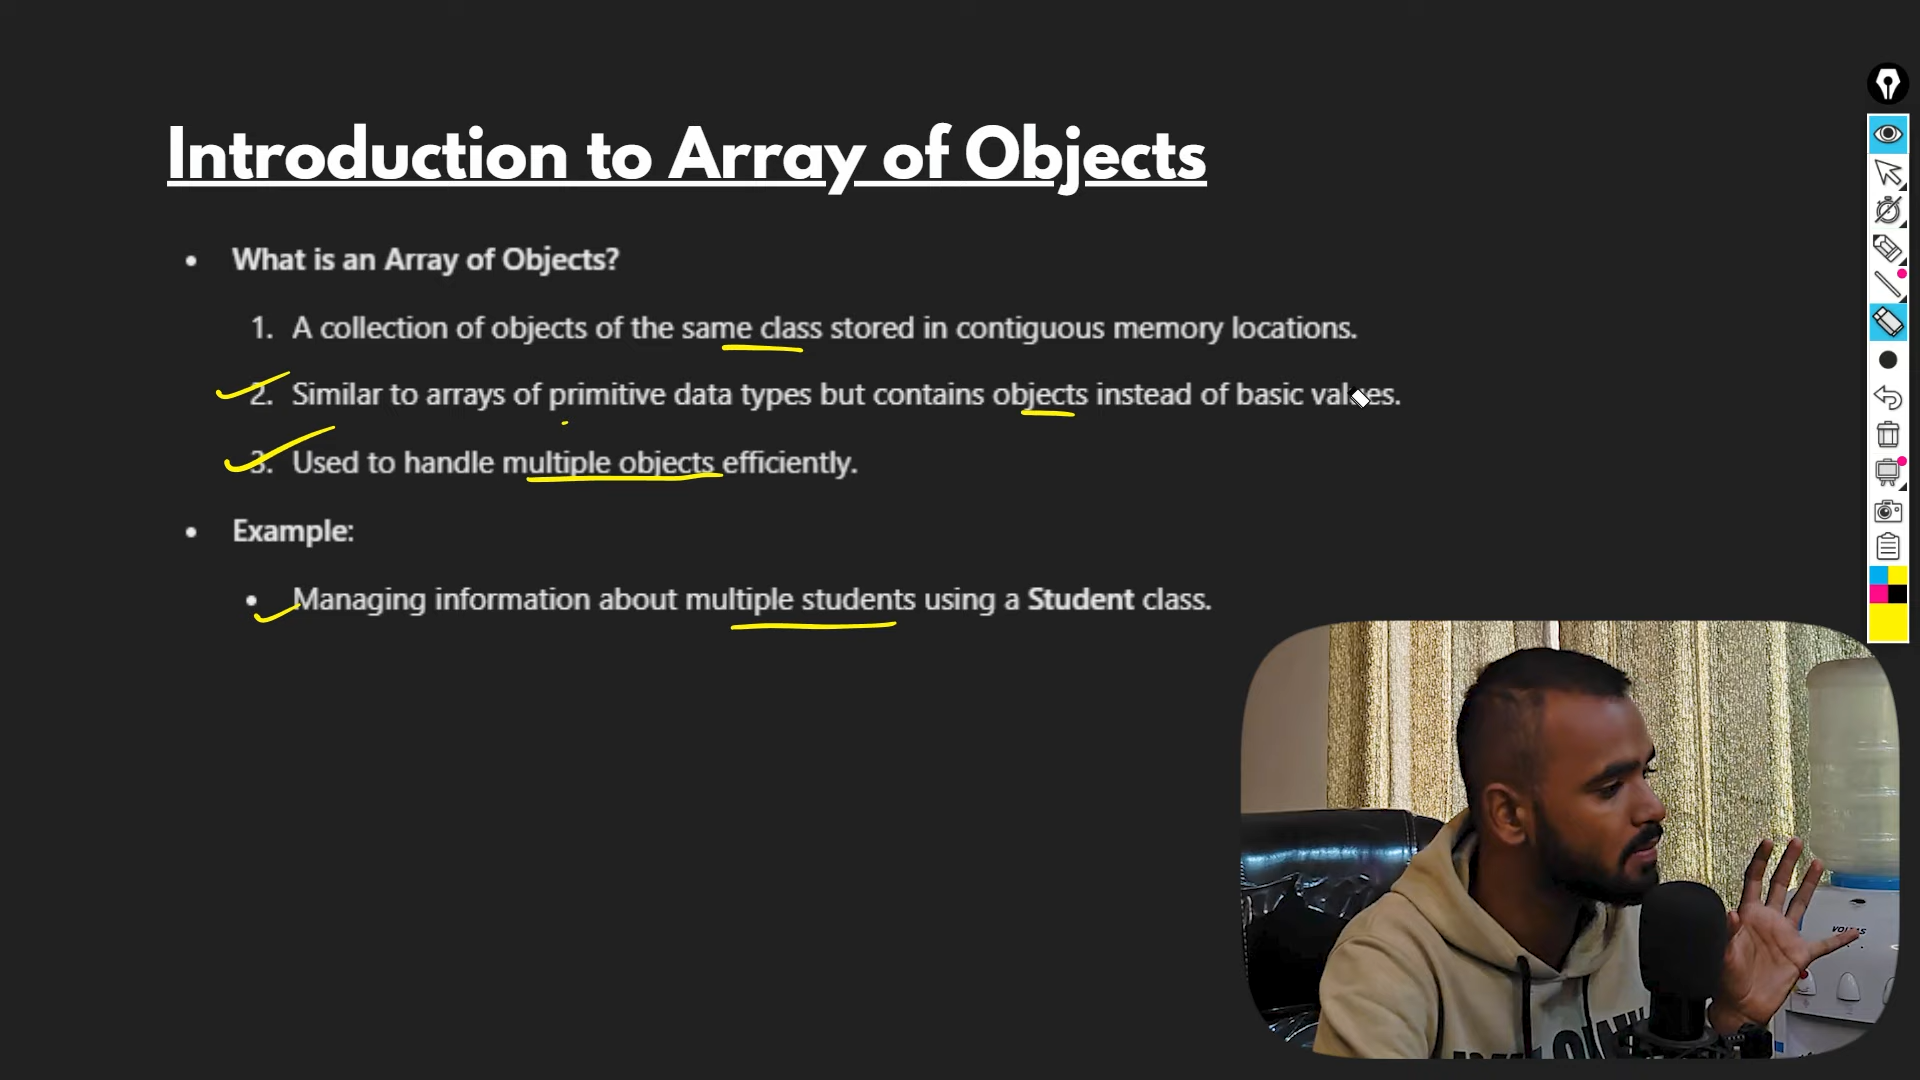 Introduction to Array of Objects
• What is an Array of Objects?
1. A collection of objects of the same class stored in contiguous memory locations.
2. Similar to arrays of primitive data types but contains objects instead of basic values.
3. Used to handle multiple objects efficiently.
• Example:
• Managing information about multiple students using a Student class.
VOLTAS